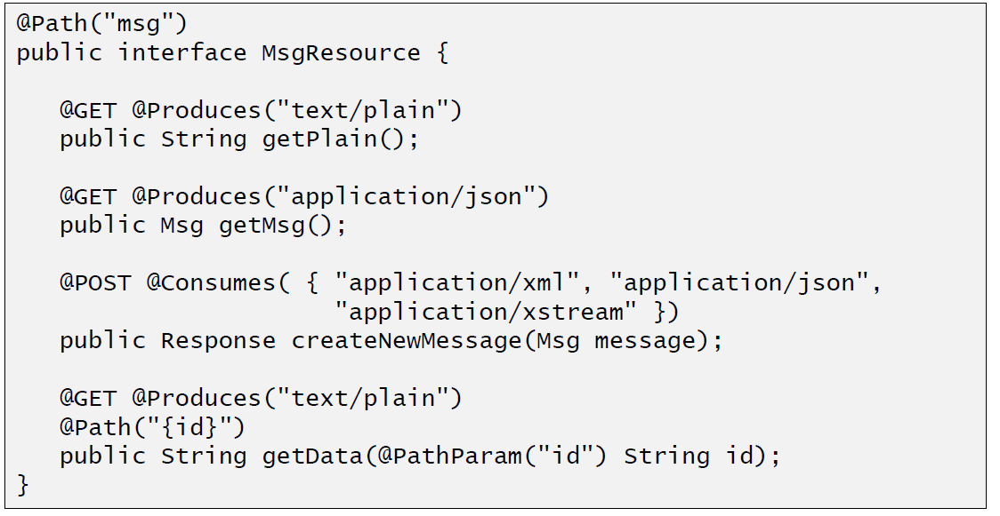 @Path("msg")
public interface MsgResource {
@GET @Produces("text/plain")
public String getPlain();
@GET @Produces("application/json")
public Msg getMsg();
@POST @Consumes( { "application/xml", "application/json",
"application/xstream" })
public Response createNewMessage(Msg message);
@GET @Produces("text/plain")
@Path("{id}")
public String getData(@PathParam("id") String id);
}